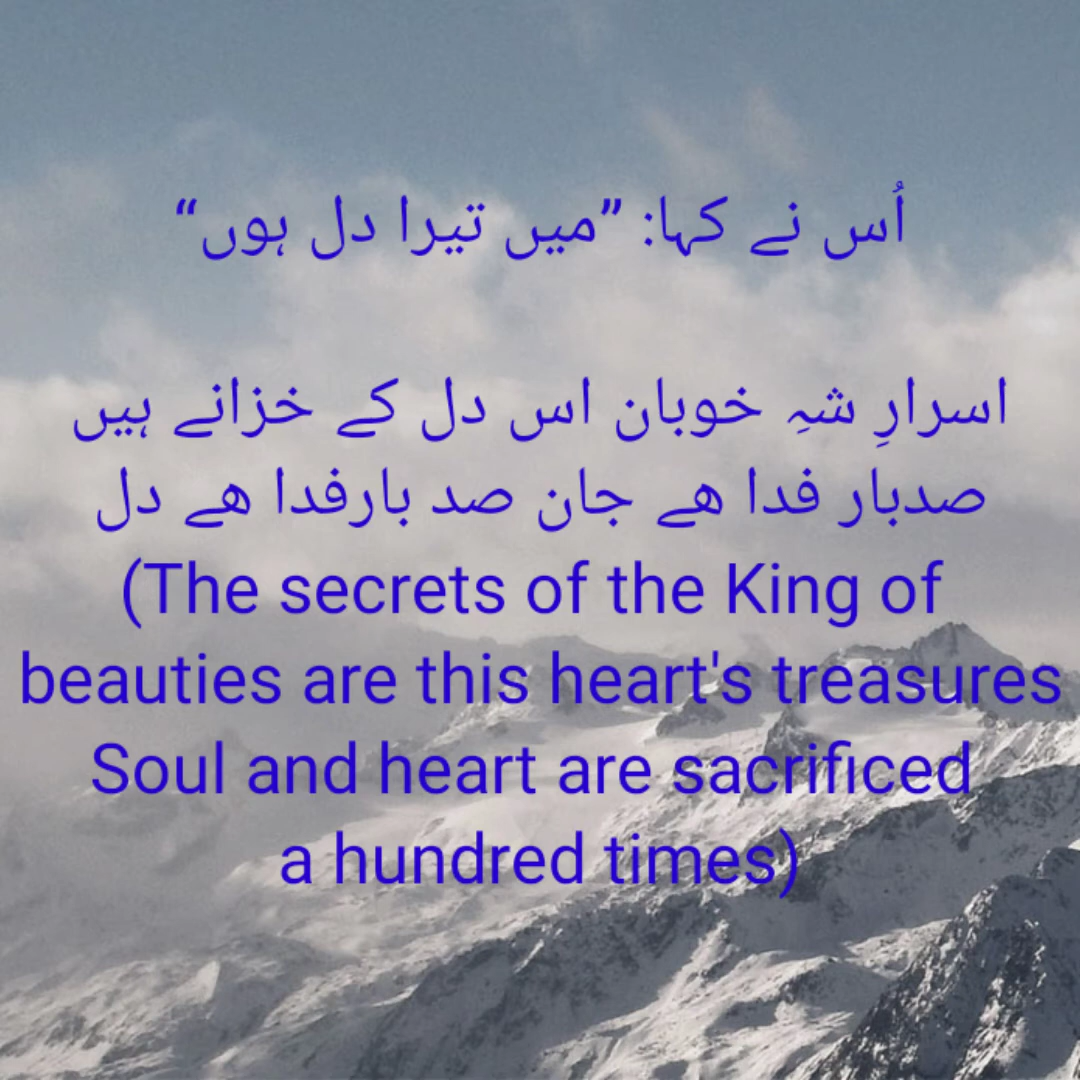 اُس نے کہا: ”میں تیرا دل ہوں“
اسرارِ شہِ خوبان اس دل کے خزانے ہیں
صدبار فدا ھے جان صد بارفدا ھے دل
(The secrets of the King of
beauties are this heart's treasures
Soul and heart are sacrificed
a hundred times)